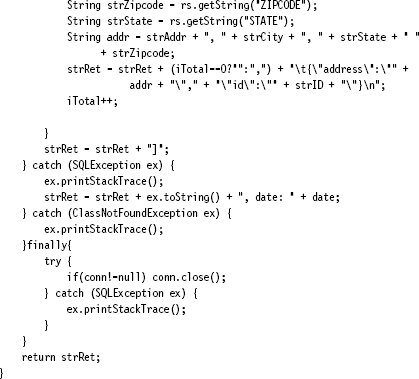 String strZipcode = rs.getString("ZIPCODE");
String strState = rs.getString("STATE");
String addr = strAddr + ", " + strCity + ", " + strState + " "
+ strZipcode;
strRet = strRet + (iTotal==0?"":",") + "\t{\"address\":\"" +
addr + "\"," + "\"id\":\"" + strID + "\"}\n";
iTotal++;
}
strRet = strRet + "]";
} catch (SQLException ex) {
ex.printStackTrace();
strRet = strRet + ex.toString() + ", date: " + date;
} catch (ClassNotFoundException ex) {
ex.printStackTrace();
}finally{
try {
if(conn!=null) conn.close();
} catch (SQLException ex) {
ex.printStackTrace();
}
}
return strRet;
}